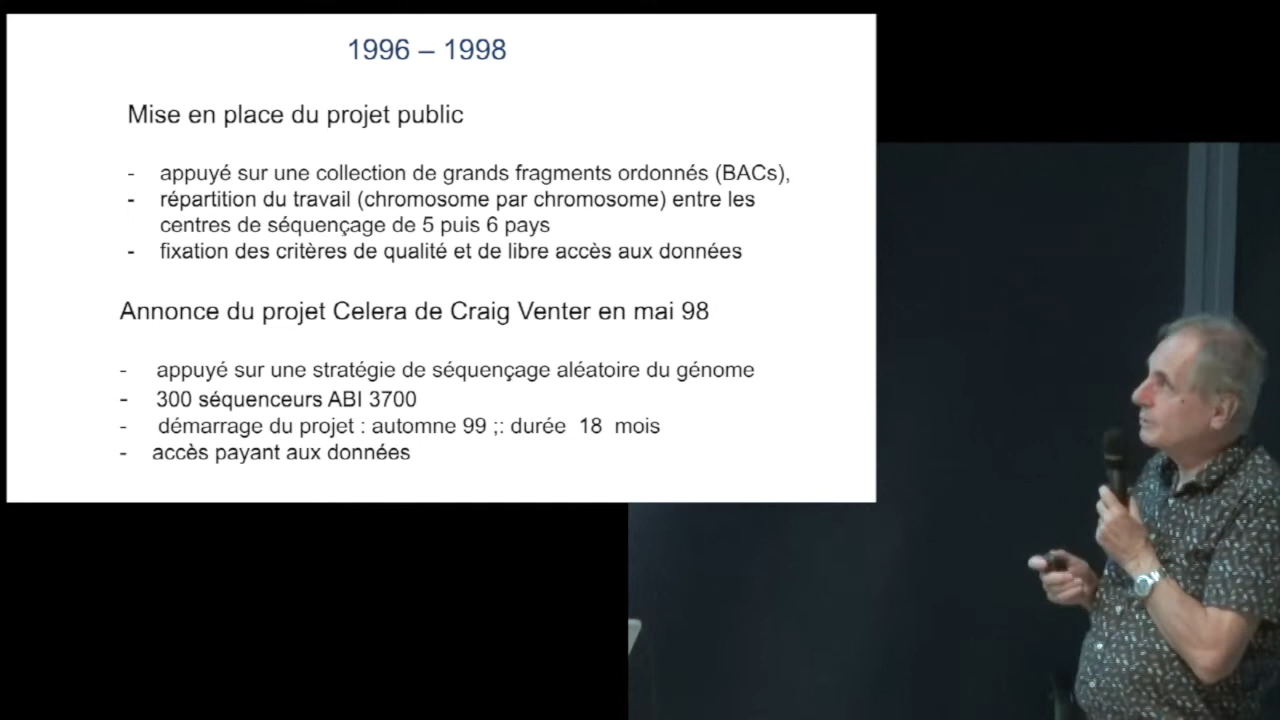 1996 – 1998
Mise en place du projet public
- appuyé sur une collection de grands fragments ordonnés (BACs),
- répartition du travail (chromosome par chromosome) entre les
centres de séquençage de 5 puis 6 pays
- fixation des critères de qualité et de libre accès aux données
Annonce du projet Celera de Craig Venter en mai 98
- appuyé sur une stratégie de séquençage aléatoire du génome
- 300 séquenceurs ABI 3700
- démarrage du projet : automne 99 ;: durée 18 mois
- accès payant aux données